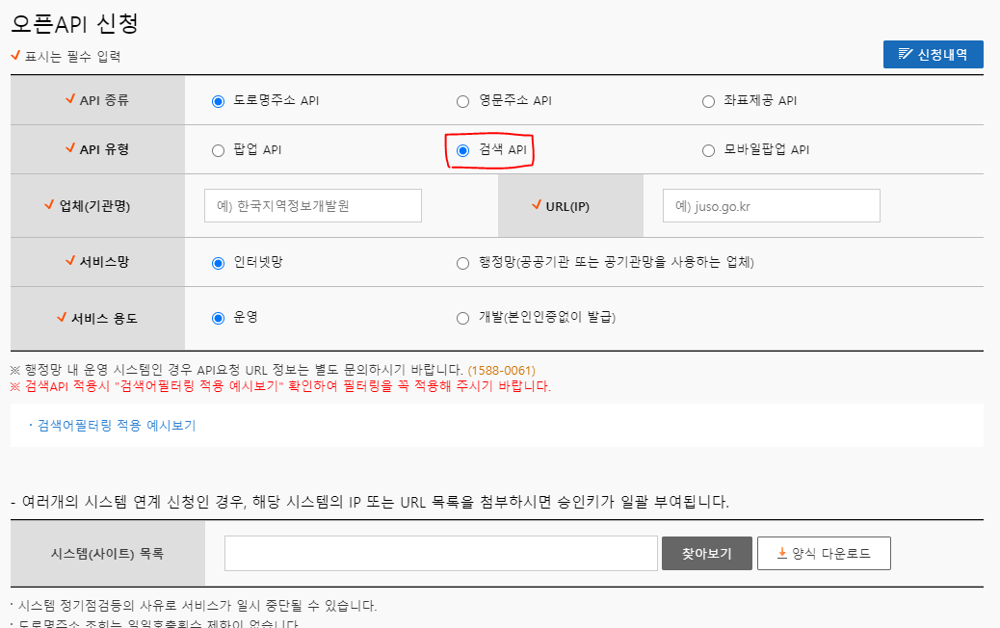 오픈API 신청
표시는 필수 입력
신청내역
API 종류 도로명주소 API 영문주소 API 좌표제공 API
API 유형 팝업 API 검색 API 모바일팝업 API
업체(기관명) 예) 한국지역정보개발원 URL(IP) 예) juso.go.kr
서비스망 인터넷망 행정망(공공기관 또는 공기관망을 사용하는 업체)
서비스 용도 운영 개발(본인인증없이 발급)
※ 행정망 내 운영 시스템인 경우 API요청 URL 정보는 별도 문의하시기 바랍니다. (1588-0061)
※ 검색API 적용시 "검색어필터링 적용 예시보기" 확인하여 필터링을 꼭 적용해 주시기 바랍니다.
· 검색어필터링 적용 예시보기
- 여러개의 시스템 연계 신청인 경우, 해당 시스템의 IP 또는 URL 목록을 첨부하시면 승인키가 일괄 부여됩니다.
시스템(사이트) 목록 찾아보기 양식 다운로드
· 시스템 정기점검등의 사유로 서비스가 일시 중단될 수 있습니다.
· 도로명주소 조회는 일일호출횟수 제한이 없습니다